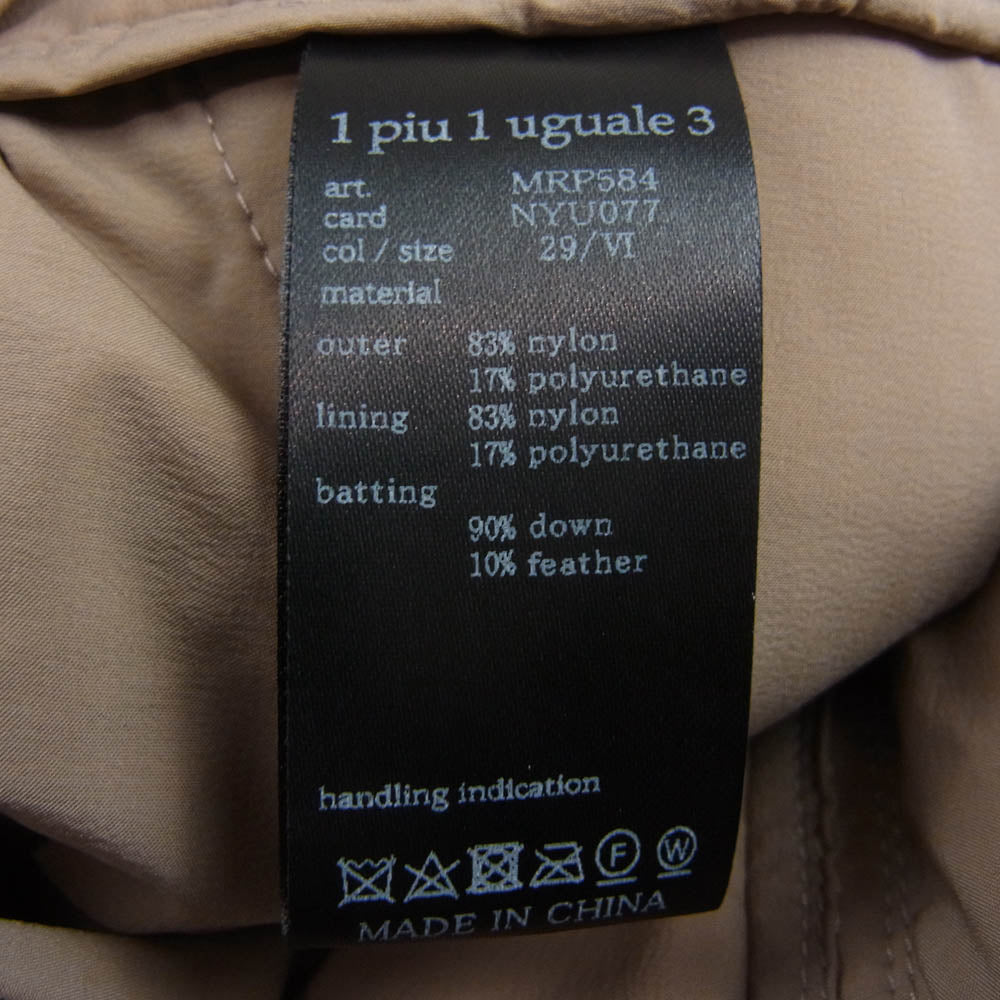 1 piu 1 uguale 3
art. MRP584
card NYU077
col / size 29/VI
material
outer 83% nylon
17% polyurethane
lining 83% nylon
17% polyurethane
batting
90% down
10% feather
handling indication
F W
MADE IN CHINA